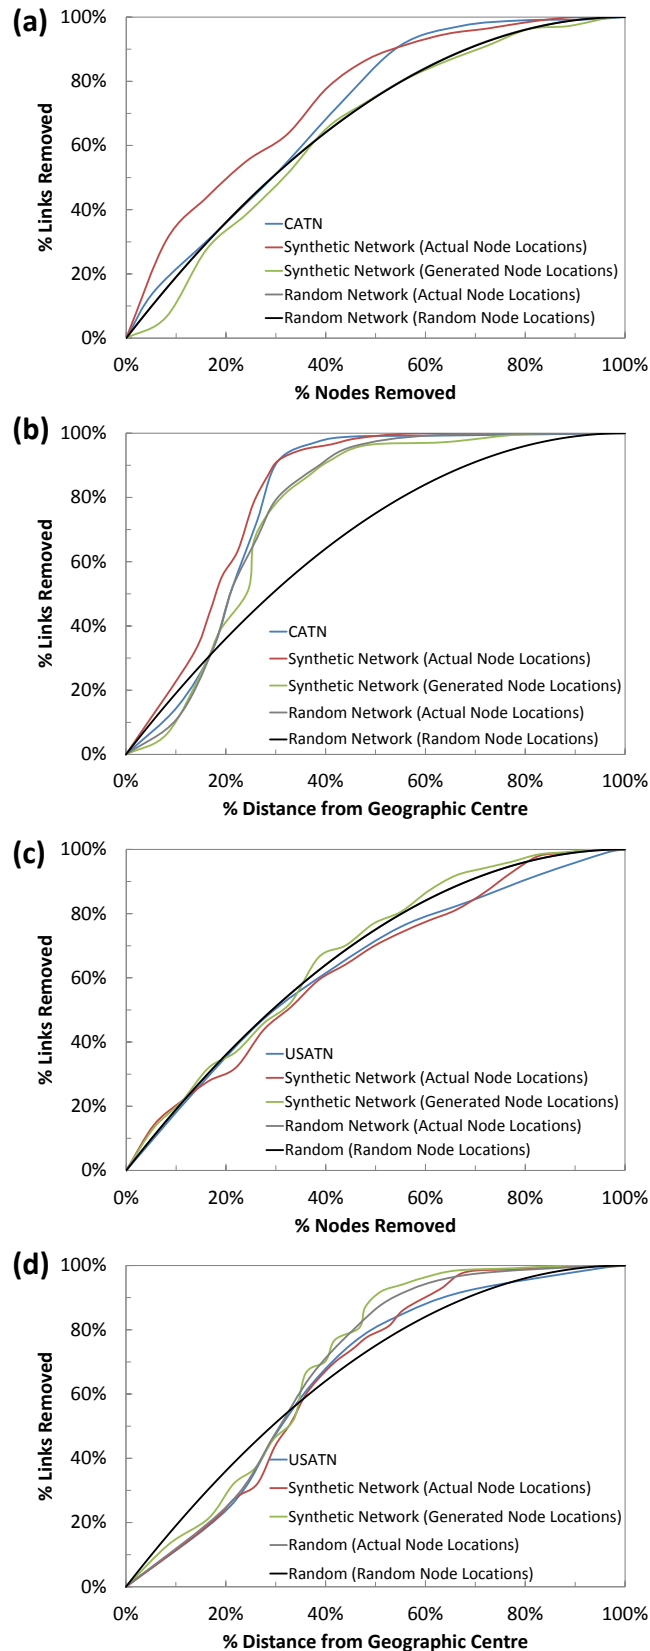 (a)
100%
80%
60%
40%
20%
0%
% Links Removed
CATN
Synthetic Network (Actual Node Locations)
Synthetic Network (Generated Node Locations)
Random Network (Actual Node Locations)
Random Network (Random Node Locations)
0% 20% 40% 60% 80% 100%
% Nodes Removed
(b)
100%
80%
60%
40%
20%
0%
% Links Removed
CATN
Synthetic Network (Actual Node Locations)
Synthetic Network (Generated Node Locations)
Random Network (Actual Node Locations)
Random Network (Random Node Locations)
0% 20% 40% 60% 80% 100%
% Distance from Geographic Centre
(c)
100%
80%
60%
40%
20%
0%
% Links Removed
USATN
Synthetic Network (Actual Node Locations)
Synthetic Network (Generated Node Locations)
Random Network (Actual Node Locations)
Random (Random Node Locations)
0% 20% 40% 60% 80% 100%
% Nodes Removed
(d)
100%
80%
60%
40%
20%
0%
% Links Removed
USATN
Synthetic Network (Actual Node Locations)
Synthetic Network (Generated Node Locations)
Random (Actual Node Locations)
Random (Random Node Locations)
0% 20% 40% 60% 80% 100%
% Distance from Geographic Centre